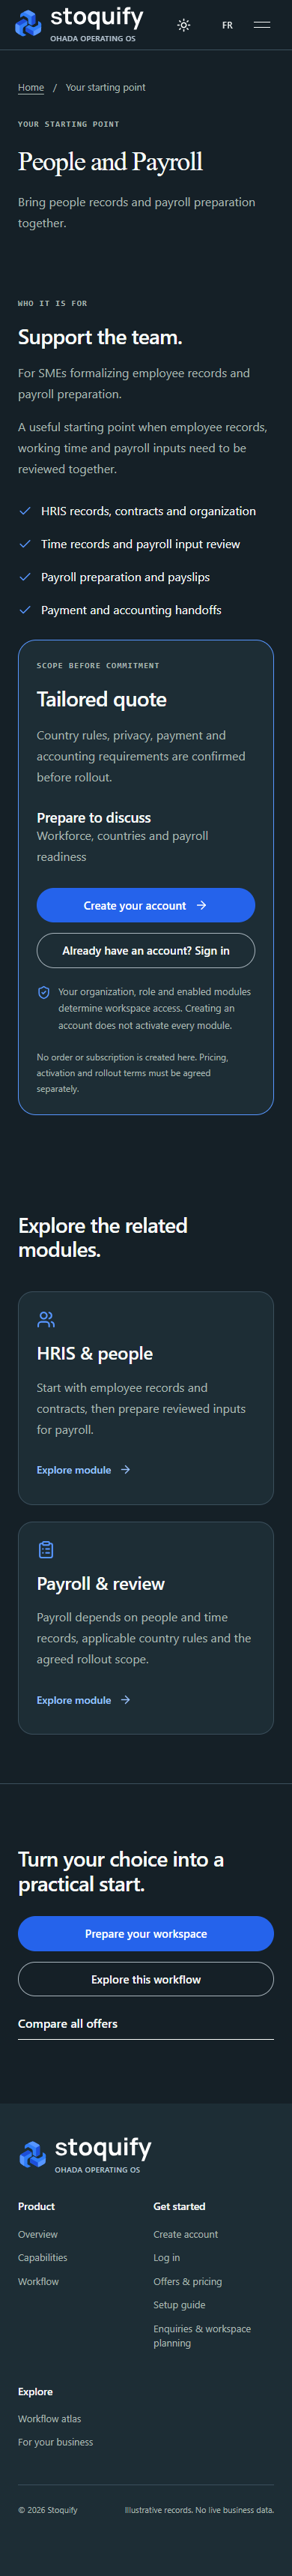 stoquify
OHADA OPERATING OS
FR
Home / Your starting point
YOUR STARTING POINT
People and Payroll
Bring people records and payroll preparation
together.
WHO IT IS FOR
Support the team.
For SMEs formalizing employee records and
payroll preparation.
A useful starting point when employee records,
working time and payroll inputs need to be
reviewed together.
HRIS records, contracts and organization
Time records and payroll input review
Payroll preparation and payslips
Payment and accounting handoffs
SCOPE BEFORE COMMITMENT
Tailored quote
Country rules, privacy, payment and
accounting requirements are confirmed
before rollout.
Prepare to discuss
Workforce, countries and payroll
readiness
Create your account
Already have an account? Sign in
Your organization, role and enabled modules
determine workspace access. Creating an
account does not activate every module.
No order or subscription is created here. Pricing,
activation and rollout terms must be agreed
separately.
Explore the related
modules.
HRIS & people
Start with employee records and
contracts, then prepare reviewed inputs
for payroll.
Explore module
Payroll & review
Payroll depends on people and time
records, applicable country rules and the
agreed rollout scope.
Explore module
Turn your choice into a
practical start.
Prepare your workspace
Explore this workflow
Compare all offers
stoquify
OHADA OPERATING OS
Product
Overview
Capabilities
Workflow
Get started
Create account
Log in
Offers & pricing
Setup guide
Enquiries & workspace
planning
Explore
Workflow atlas
For your business
© 2026 Stoquify
Illustrative records. No live business data.